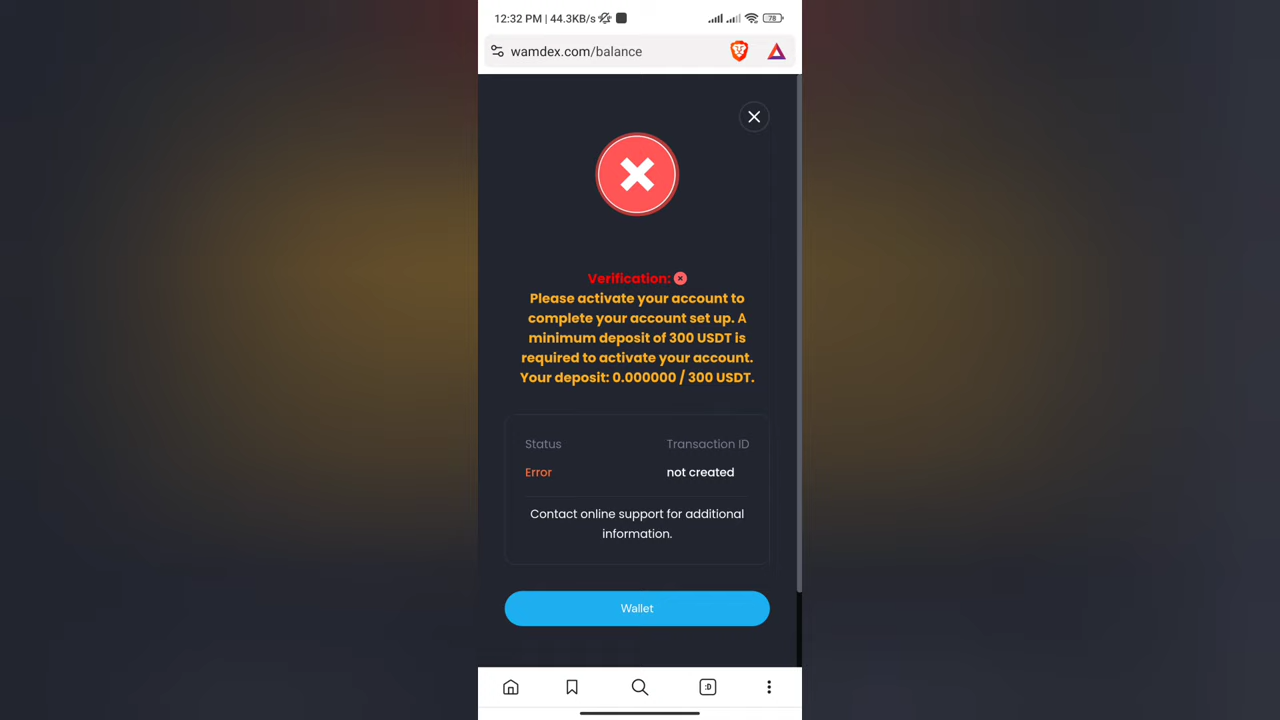 12:32 PM | 44.3KB/s
78
wamdex.com/balance
Verification:
Please activate your account to
complete your account set up. A
minimum deposit of 300 USDT is
required to activate your account.
Your deposit: 0.000000 / 300 USDT.
Status Transaction ID
Error not created
Contact online support for additional
information.
Wallet
:D